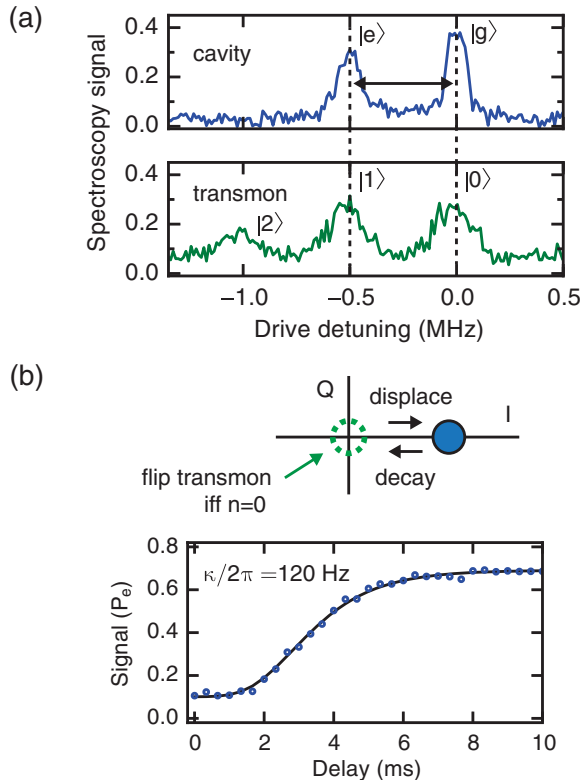 (a)
Spectroscopy signal
0.4
0.2
0.0
cavity
|e⟩
|g⟩
0.4
0.2
0.0
transmon
|2⟩
|1⟩
|0⟩
−1.0
−0.5
0.0
0.5
Drive detuning (MHz)
(b)
Q
I
displace
decay
flip transmon
iff n=0
Signal (Pₑ)
0.8
0.6
0.4
0.2
0.0
κ/2π =120 Hz
0
2
4
6
8
10
Delay (ms)